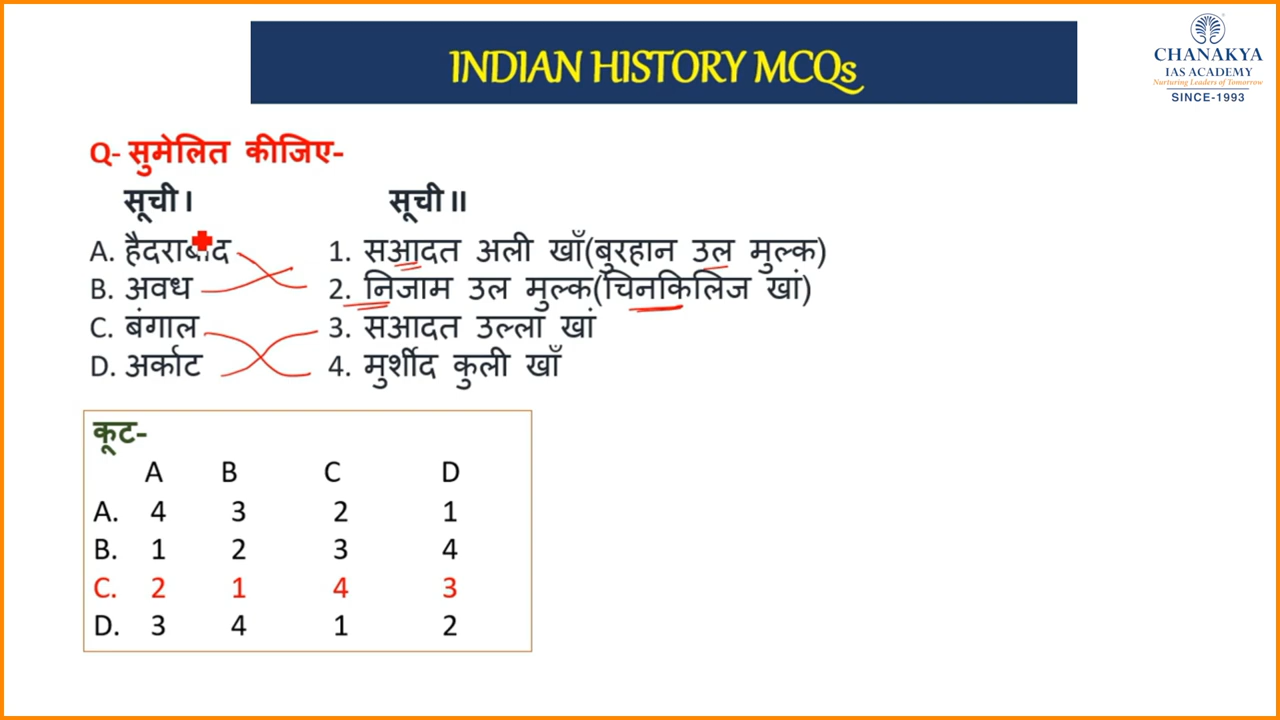 INDIAN HISTORY MCQs
CHANAKYA
IAS ACADEMY
Nurturing Leaders of Tomorrow
SINCE-1993
Q- सुमेलित कीजिए-
सूची I सूची II
A. हैदराबाद 1. सआदत अली खाँ(बुरहान उल मुल्क)
B. अवध 2. निजाम उल मुल्क(चिनकिलिज खां)
C. बंगाल 3. सआदत उल्ला खां
D. अर्काट 4. मुर्शीद कुली खाँ
कूट-
A B C D
A. 4 3 2 1
B. 1 2 3 4
C. 2 1 4 3
D. 3 4 1 2